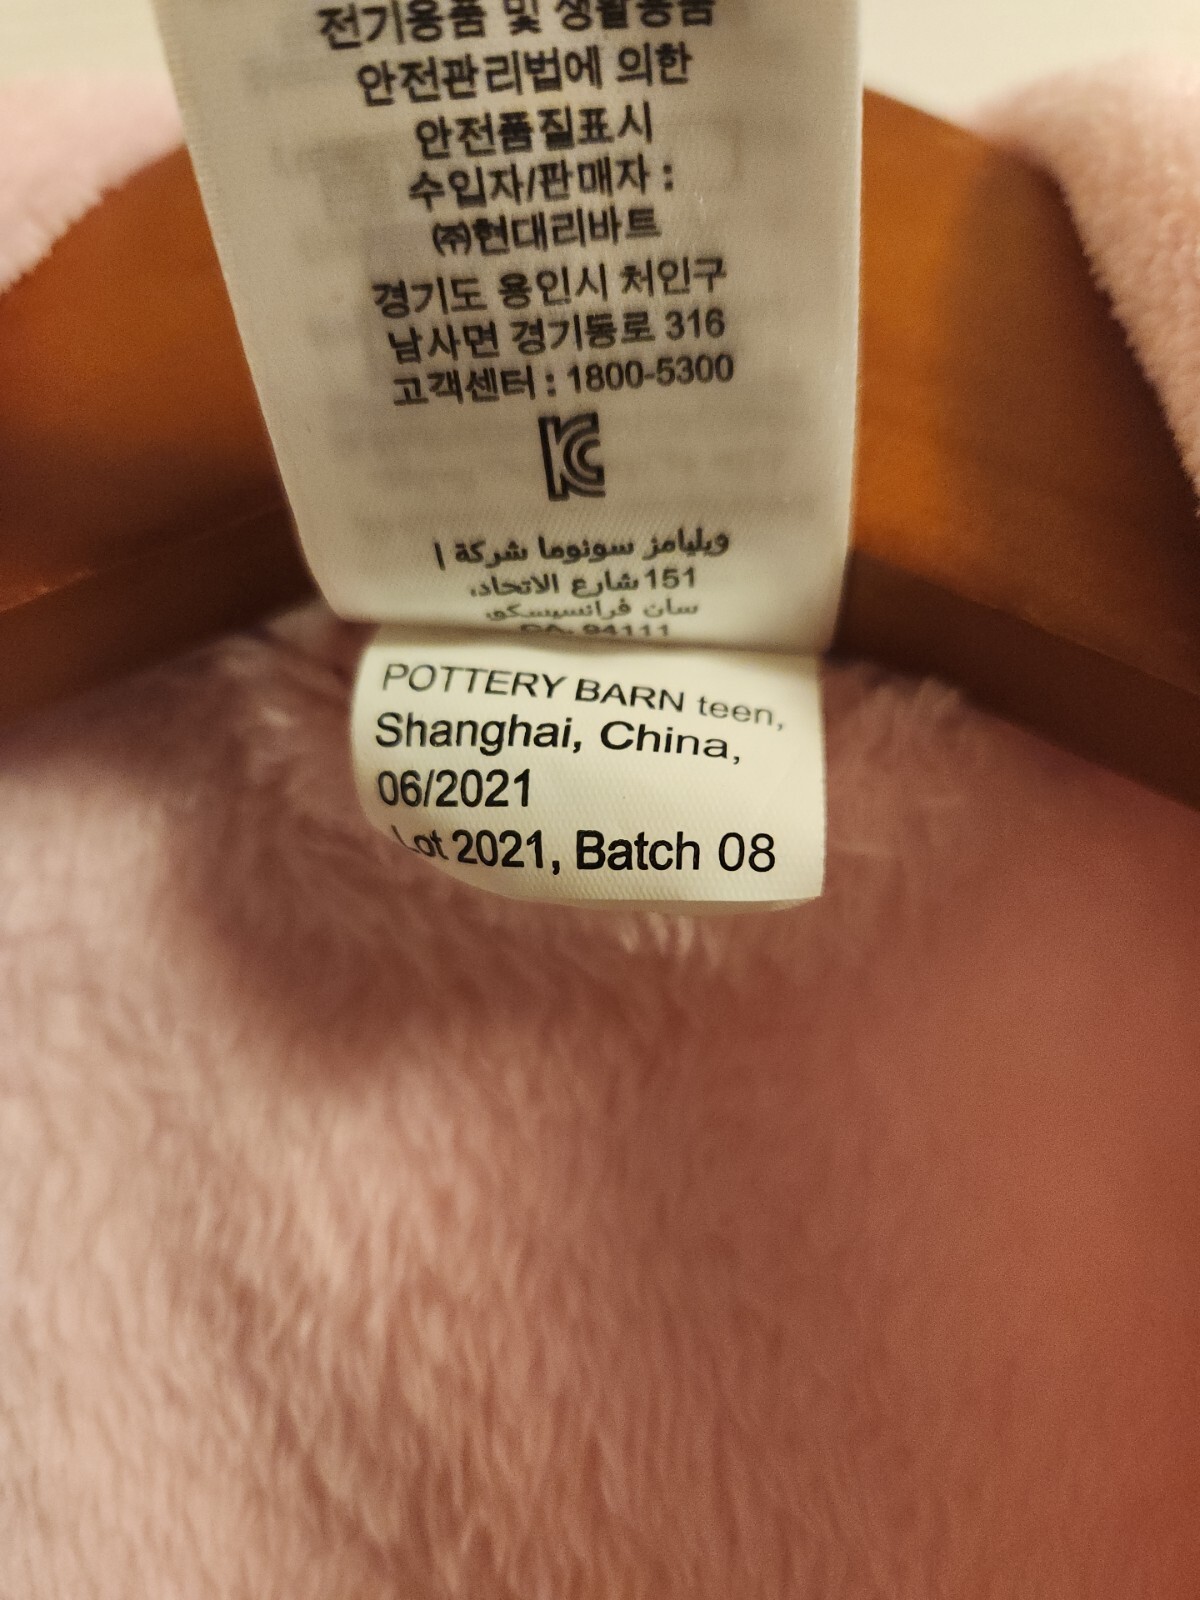 전기용품 및 생활용품
안전관리법에 의한
안전품질표시
수입자/판매자 :
㈜현대리바트
경기도 용인시 처인구
남사면 경기동로 316
고객센터 : 1800-5300
KC
ويليامز سونوما شركة |
151 شارع الاتحاد،
سان فرانسيسكو
CA، 94111
POTTERY BARN teen,
Shanghai, China,
06/2021
Lot 2021, Batch 08